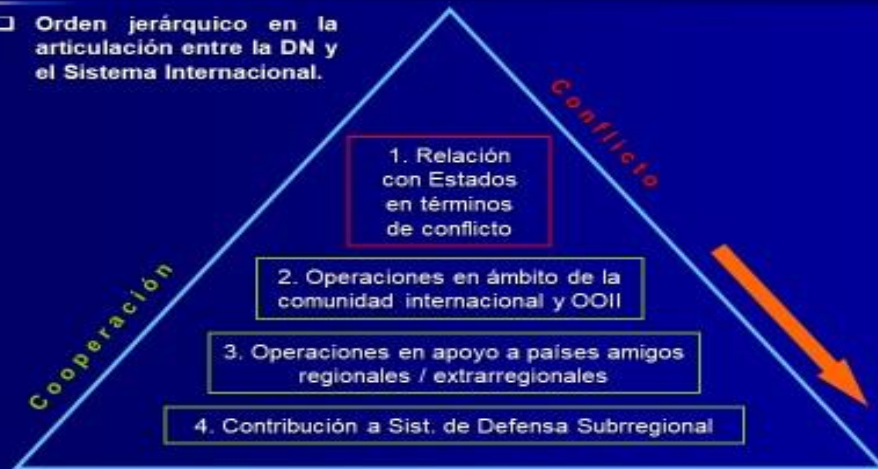 ❑ Orden jerárquico en la
articulación entre la DN y
el Sistema Internacional.
Conflicto
1. Relación
con Estados
en términos
de conflicto
Cooperación
2. Operaciones en ámbito de la
comunidad internacional y OOII
3. Operaciones en apoyo a países amigos
regionales / extrarregionales
4. Contribución a Sist. de Defensa Subrregional